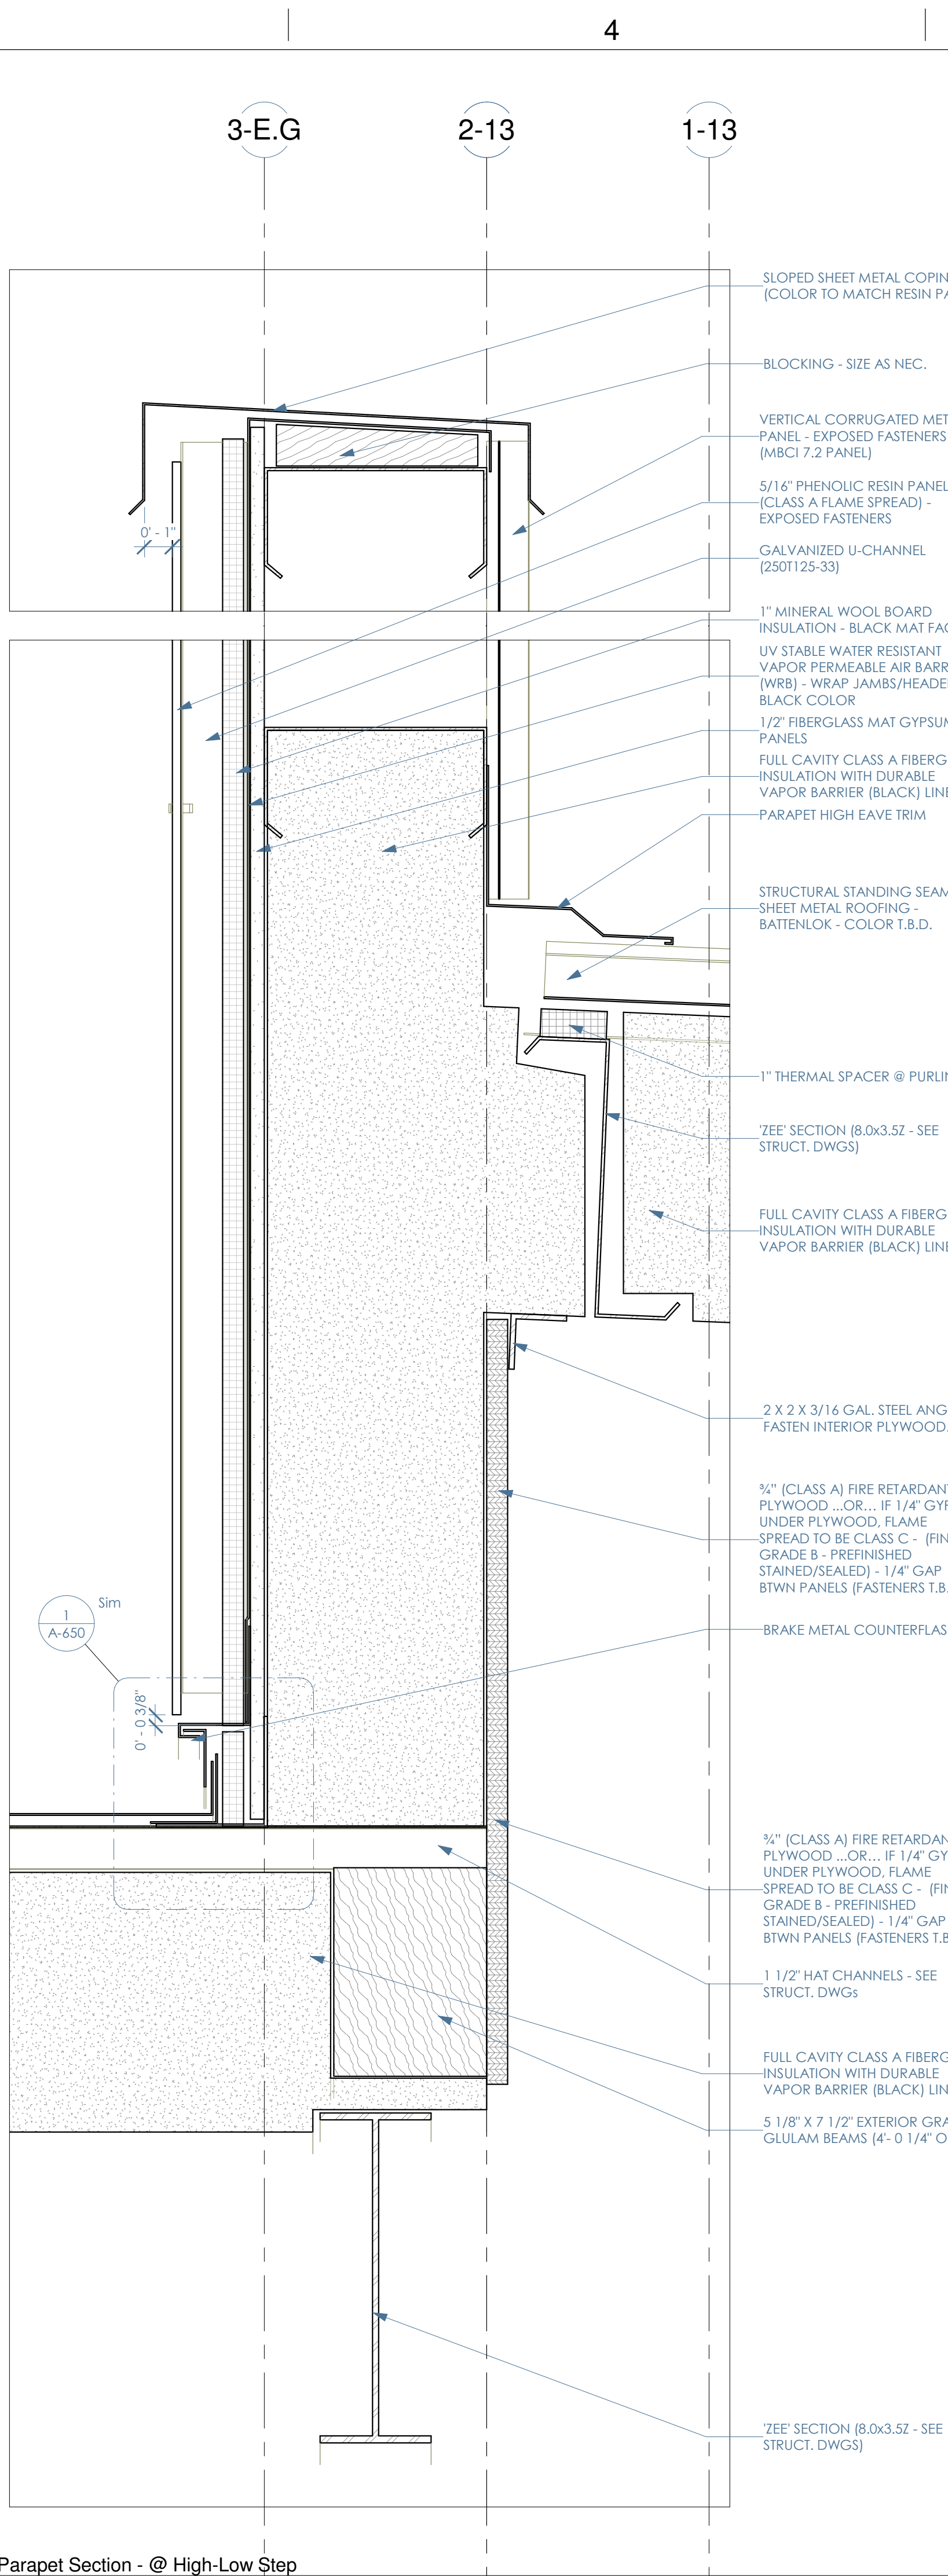 4
3-E.G
2-13
1-13
SLOPED SHEET METAL COPIN
(COLOR TO MATCH RESIN PA
BLOCKING - SIZE AS NEC.
VERTICAL CORRUGATED MET
PANEL - EXPOSED FASTENERS
(MBCI 7.2 PANEL)
5/16" PHENOLIC RESIN PANEL
(CLASS A FLAME SPREAD) -
EXPOSED FASTENERS
0' - 1"
GALVANIZED U-CHANNEL
(250T125-33)
1" MINERAL WOOL BOARD
INSULATION - BLACK MAT FAC
UV STABLE WATER RESISTANT
VAPOR PERMEABLE AIR BARR
(WRB) - WRAP JAMBS/HEADE
BLACK COLOR
1/2" FIBERGLASS MAT GYPSUM
PANELS
FULL CAVITY CLASS A FIBERG
INSULATION WITH DURABLE
VAPOR BARRIER (BLACK) LINE
PARAPET HIGH EAVE TRIM
STRUCTURAL STANDING SEAM
SHEET METAL ROOFING -
BATTENLOK - COLOR T.B.D.
1" THERMAL SPACER @ PURLIN
'ZEE' SECTION (8.0x3.5Z - SEE
STRUCT. DWGS)
FULL CAVITY CLASS A FIBERG
INSULATION WITH DURABLE
VAPOR BARRIER (BLACK) LINE
2 X 2 X 3/16 GAL. STEEL ANG
FASTEN INTERIOR PLYWOOD.
¾" (CLASS A) FIRE RETARDAN
PLYWOOD ...OR... IF 1/4" GYP
UNDER PLYWOOD, FLAME
SPREAD TO BE CLASS C - (FIN
GRADE B - PREFINISHED
STAINED/SEALED) - 1/4" GAP
BTWN PANELS (FASTENERS T.B.
Sim
1
A-650
BRAKE METAL COUNTERFLAS
0' - 0 3/8"
¾" (CLASS A) FIRE RETARDAN
PLYWOOD ...OR... IF 1/4" GY
UNDER PLYWOOD, FLAME
SPREAD TO BE CLASS C - (FIN
GRADE B - PREFINISHED
STAINED/SEALED) - 1/4" GAP
BTWN PANELS (FASTENERS T.B
1 1/2" HAT CHANNELS - SEE
STRUCT. DWGs
FULL CAVITY CLASS A FIBERG
INSULATION WITH DURABLE
VAPOR BARRIER (BLACK) LIN
5 1/8" X 7 1/2" EXTERIOR GRA
GLULAM BEAMS (4'- 0 1/4" O
'ZEE' SECTION (8.0x3.5Z - SEE
STRUCT. DWGS)
Parapet Section - @ High-Low Step